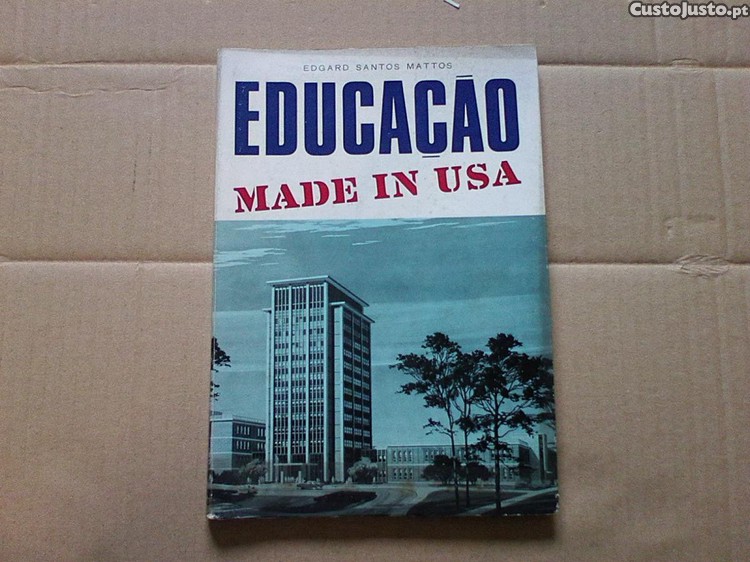 CustoJusto.pt
EDGARD SANTOS MATTOS
EDUCAÇÃO
MADE IN USA